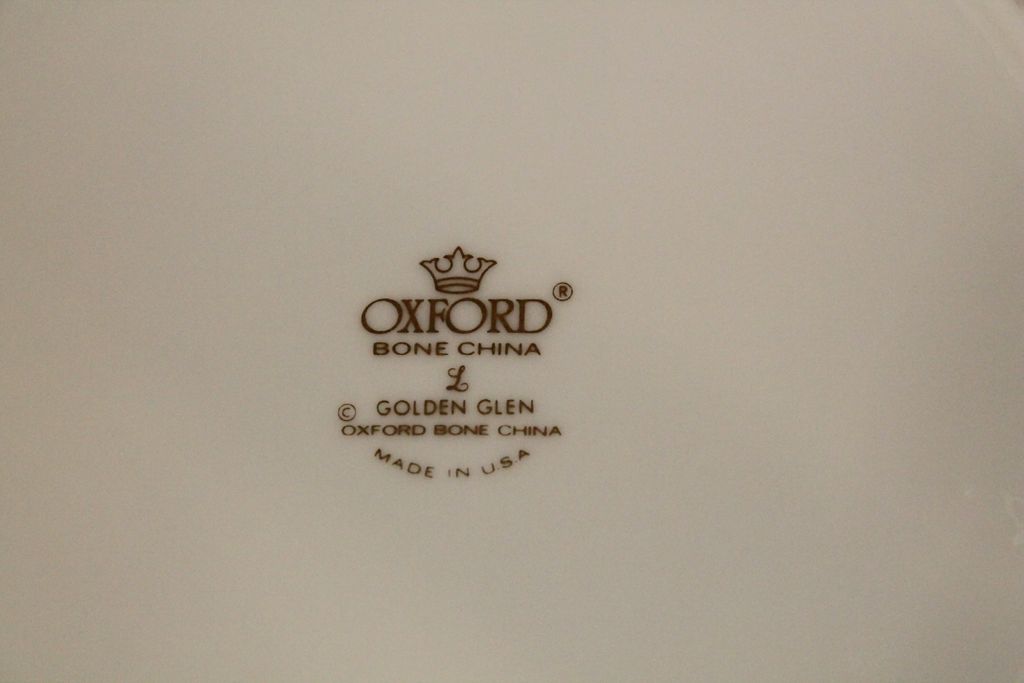 OXFORD ®
BONE CHINA
L
© GOLDEN GLEN
OXFORD BONE CHINA
MADE IN U.S.A